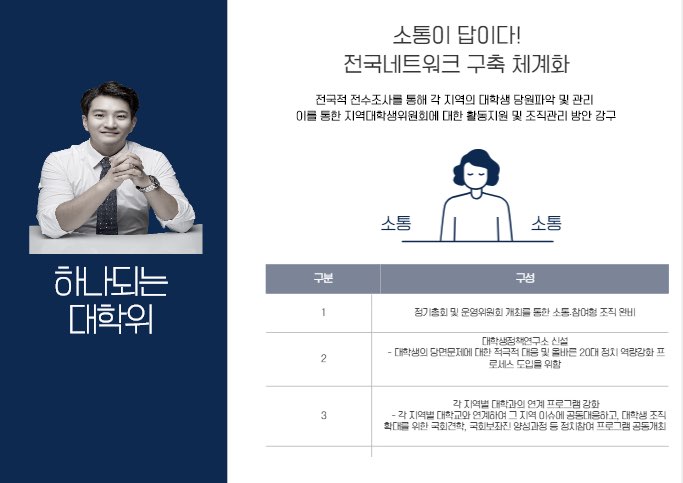 소통이 답이다!
전국네트워크 구축 체계화
전국적 전수조사를 통해 각 지역의 대학생 당원파악 및 관리
이를 통한 지역대학생위원회에 대한 활동지원 및 조직관리 방안 강구
소통 소통
하나되는
대학위
구분 구성
1 정기총회 및 운영위원회 개최를 통한 소통·참여형 조직 완비
대학생정책연구소 신설
2 - 대학생의 당면문제에 대한 적극적 대응 및 올바른 20대 정치 역량강화 프
로세스 도입을 위함
각 지역별 대학과의 연계 프로그램 강화
3 - 각 지역별 대학교와 연계하여 그 지역 이슈에 공동대응하고, 대학생 조직
확대를 위한 국회견학, 국회보좌진 양성과정 등 정치참여 프로그램 공동개최